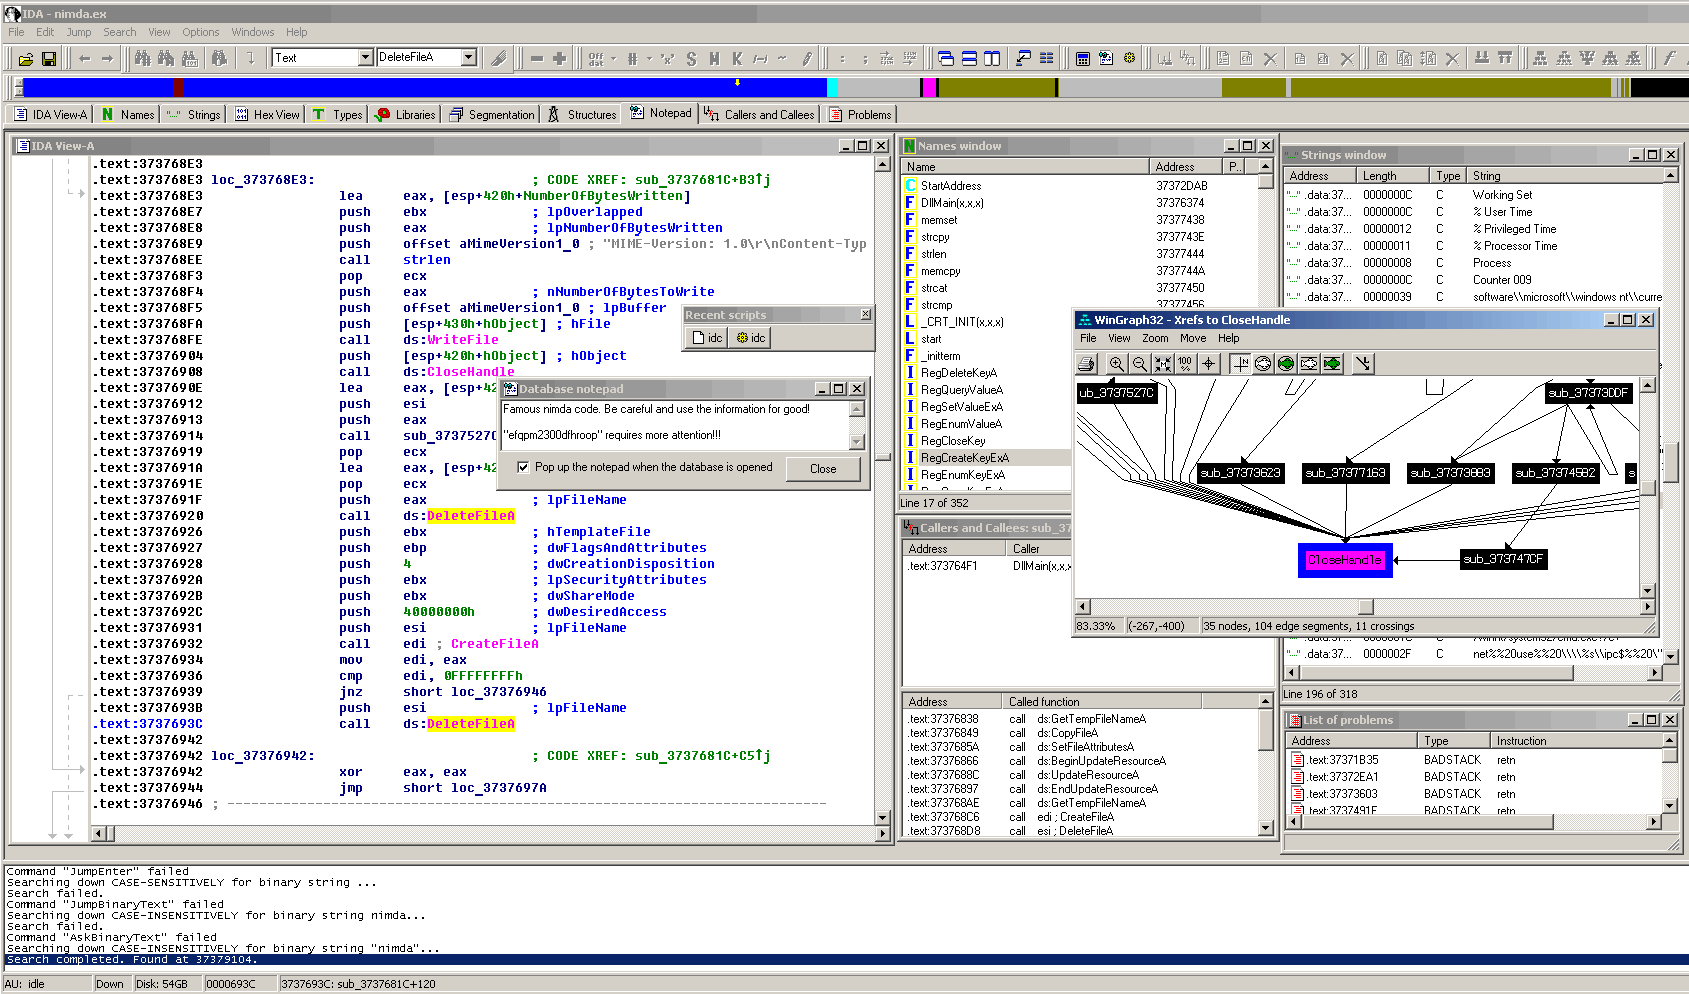 IDA - nimda.ex
File Edit Jump Search View Options Windows Help
Text DeleteFileA
IDA View-A Names Strings Hex View Types Libraries Segmentation Structures Notepad Callers and Callees Problems
IDA View-A
.text:373768E3
.text:373768E3 loc_373768E3: ; CODE XREF: sub_3737681C+B3↑j
.text:373768E3 lea eax, [esp+420h+NumberOfBytesWritten]
.text:373768E7 push ebx ; lpOverlapped
.text:373768E8 push eax ; lpNumberOfBytesWritten
.text:373768E9 push offset aMimeVersion1_0 ; "MIME-Version: 1.0\r\nContent-Typ
.text:373768EE call strlen
.text:373768F3 pop ecx
.text:373768F4 push eax ; nNumberOfBytesToWrite
.text:373768F5 push offset aMimeVersion1_0 ; lpBuffer
.text:373768FA push [esp+430h+hObject] ; hFile
.text:373768FE call ds:WriteFile
.text:37376904 push [esp+420h+hObject] ; hObject
.text:37376908 call ds:CloseHandle
.text:3737690E lea eax, [esp+42
.text:37376912 push esi
.text:37376913 push eax
.text:37376914 call sub_3737527C
.text:37376919 pop ecx
.text:3737691A lea eax, [esp+42
.text:3737691E pop ecx
.text:3737691F push eax ; lpFileName
.text:37376920 call ds:DeleteFileA
.text:37376926 push ebx ; hTemplateFile
.text:37376927 push ebp ; dwFlagsAndAttributes
.text:37376928 push 4 ; dwCreationDisposition
.text:3737692A push ebx ; lpSecurityAttributes
.text:3737692B push ebx ; dwShareMode
.text:3737692C push 40000000h ; dwDesiredAccess
.text:37376931 push esi ; lpFileName
.text:37376932 call edi ; CreateFileA
.text:37376934 mov edi, eax
.text:37376936 cmp edi, 0FFFFFFFFh
.text:37376939 jnz short loc_37376946
.text:3737693B push esi ; lpFileName
.text:3737693C call ds:DeleteFileA
.text:37376942
.text:37376942 loc_37376942: ; CODE XREF: sub_3737681C+C5↑j
.text:37376942 xor eax, eax
.text:37376944 jmp short loc_3737697A
.text:37376946 ; ---------------------------------------------------------------------------
Recent scripts
idc idc
Database notepad
Famous nimda code. Be careful and use the information for good!
"efqpm2300dfhroop" requires more attention!!!
Pop up the notepad when the database is opened Close
Names window
Name Address P..
StartAddress 37372DAB
DllMain(x,x,x) 37376374
memset 37377438
strcpy 3737743E
strlen 37377444
memcpy 3737744A
strcat 37377450
strcmp 37377456
_CRT_INIT(x,x,x)
start
_initterm
RegDeleteKeyA
RegQueryValueA
RegSetValueExA
RegEnumValueA
RegCloseKey
RegCreateKeyExA
RegEnumKeyExA
Line 17 of 352
Callers and Callees: sub_37
Address Caller
.text:373764F1 DllMain(x,x,x
Address Called function
.text:37376838 call ds:GetTempFileNameA
.text:37376849 call ds:CopyFileA
.text:3737685A call ds:SetFileAttributesA
.text:37376866 call ds:BeginUpdateResourceA
.text:3737688C call ds:UpdateResourceA
.text:37376897 call ds:EndUpdateResourceA
.text:373768AE call ds:GetTempFileNameA
.text:373768C6 call edi ; CreateFileA
.text:373768D8 call esi ; DeleteFileA
Strings window
Address Length Type String
.data:37... 0000000C C Working Set
.data:37... 0000000C C % User Time
.data:37... 00000012 C % Privileged Time
.data:37... 00000011 C % Processor Time
.data:37... 00000008 C Process
.data:37... 0000000C C Counter 009
.data:37... 00000039 C software\\microsoft\\windows nt\\curre
.data:37... 0000002F C net%%20use%%20\\\\%s\\ipc$%%20\"
Line 196 of 318
WinGraph32 - Xrefs to CloseHandle
File View Zoom Move Help
ub_3737527C sub_37373DDF
sub_37373623 sub_37377163 sub_37373883 sub_37374582 s
CloseHandle sub_373747CF
83.33% (-267,-400) 35 nodes, 104 edge segments, 11 crossings
List of problems
Address Type Instruction
.text:37371B35 BADSTACK retn
.text:37372EA1 BADSTACK retn
.text:37373603 BADSTACK retn
.text:3737491F BADSTACK retn
Command "JumpEnter" failed
Searching down CASE-SENSITIVELY for binary string ...
Search failed.
Command "JumpBinaryText" failed
Searching down CASE-INSENSITIVELY for binary string nimda...
Search failed.
Command "AskBinaryText" failed
Searching down CASE-INSENSITIVELY for binary string "nimda"...
Search completed. Found at 37379104.
AU: idle Down Disk: 54GB 0000693C 3737693C: sub_3737681C+120